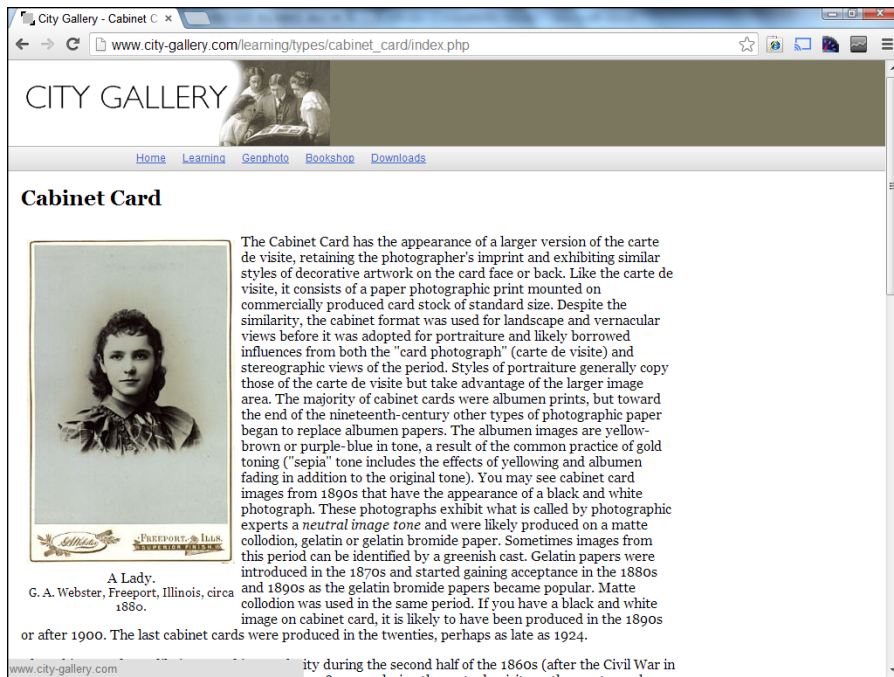 City Gallery - Cabinet C
www.city-gallery.com/learning/types/cabinet_card/index.php
CITY GALLERY
Home Learning Genphoto Bookshop Downloads
Cabinet Card
The Cabinet Card has the appearance of a larger version of the carte
de visite, retaining the photographer's imprint and exhibiting similar
styles of decorative artwork on the card face or back. Like the carte de
visite, it consists of a paper photographic print mounted on
commercially produced card stock of standard size. Despite the
similarity, the cabinet format was used for landscape and vernacular
views before it was adopted for portraiture and likely borrowed
influences from both the "card photograph" (carte de visite) and
stereographic views of the period. Styles of portraiture generally copy
those of the carte de visite but take advantage of the larger image
area. The majority of cabinet cards were albumen prints, but toward
the end of the nineteenth-century other types of photographic paper
began to replace albumen papers. The albumen images are yellow-
brown or purple-blue in tone, a result of the common practice of gold
toning ("sepia" tone includes the effects of yellowing and albumen
fading in addition to the original tone). You may see cabinet card
images from 1890s that have the appearance of a black and white
photograph. These photographs exhibit what is called by photographic
experts a neutral image tone and were likely produced on a matte
collodion, gelatin or gelatin bromide paper. Sometimes images from
this period can be identified by a greenish cast. Gelatin papers were
introduced in the 1870s and started gaining acceptance in the 1880s
and 1890s as the gelatin bromide papers became popular. Matte
collodion was used in the same period. If you have a black and white
image on cabinet card, it is likely to have been produced in the 1890s
or after 1900. The last cabinet cards were produced in the twenties, perhaps as late as 1924.
G.A. Webster FREEPORT, ILLS.
SUPERIOR FINISH
A Lady.
G. A. Webster, Freeport, Illinois, circa
1880.
ity during the second half of the 1860s (after the Civil War in
www.city-gallery.com